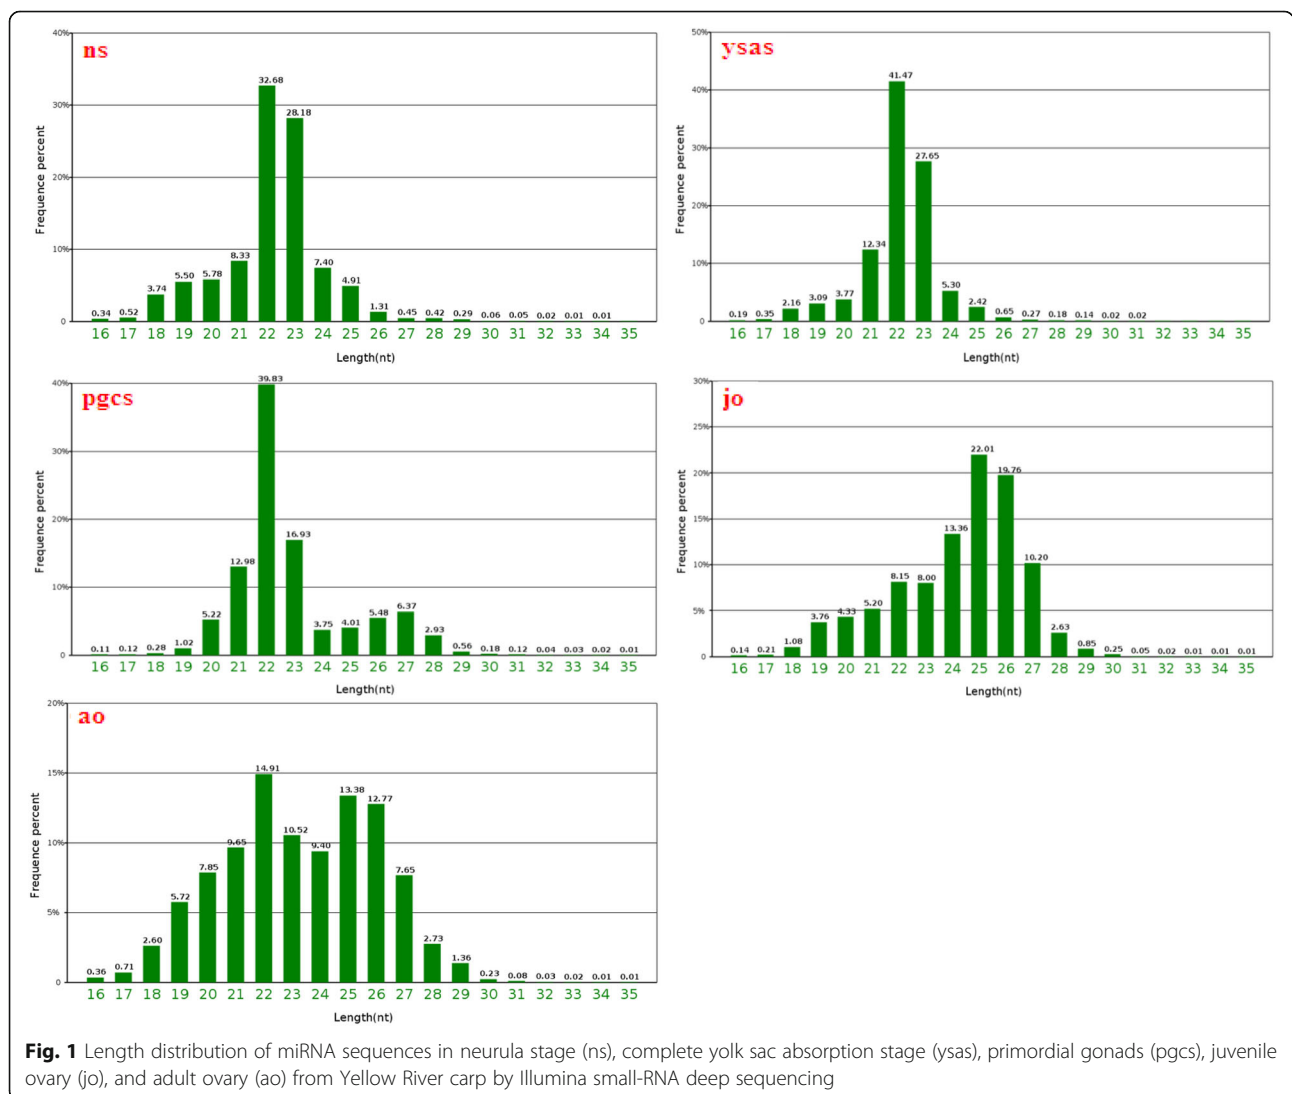 ns
Frequence percent
40%
30%
20%
10%
0
0.34 0.52 3.74 5.50 5.78 8.33 32.68 28.18 7.40 4.91 1.31 0.45 0.42 0.29 0.06 0.05 0.02 0.01 0.01
16 17 18 19 20 21 22 23 24 25 26 27 28 29 30 31 32 33 34 35
Length(nt)
ysas
Frequence percent
50%
40%
30%
20%
10%
0
0.19 0.35 2.16 3.09 3.77 12.34 41.47 27.65 5.30 2.42 0.65 0.27 0.18 0.14 0.02 0.02
16 17 18 19 20 21 22 23 24 25 26 27 28 29 30 31 32 33 34 35
Length(nt)
pgcs
Frequence percent
40%
30%
20%
10%
0
0.11 0.12 0.28 1.02 5.22 12.98 39.83 16.93 3.75 4.01 5.48 6.37 2.93 0.56 0.18 0.12 0.04 0.03 0.02 0.01
16 17 18 19 20 21 22 23 24 25 26 27 28 29 30 31 32 33 34 35
Length(nt)
jo
Frequence percent
30%
25%
20%
15%
10%
5%
0
0.14 0.21 1.08 3.76 4.33 5.20 8.15 8.00 13.36 22.01 19.76 10.20 2.63 0.85 0.25 0.05 0.02 0.01 0.01 0.01
16 17 18 19 20 21 22 23 24 25 26 27 28 29 30 31 32 33 34 35
Length(nt)
ao
Frequence percent
20%
15%
10%
5%
0
0.36 0.71 2.60 5.72 7.85 9.65 14.91 10.52 9.40 13.38 12.77 7.65 2.73 1.36 0.23 0.08 0.03 0.02 0.01 0.01
16 17 18 19 20 21 22 23 24 25 26 27 28 29 30 31 32 33 34 35
Length(nt)
Fig. 1 Length distribution of miRNA sequences in neurula stage (ns), complete yolk sac absorption stage (ysas), primordial gonads (pgcs), juvenile
ovary (jo), and adult ovary (ao) from Yellow River carp by Illumina small-RNA deep sequencing